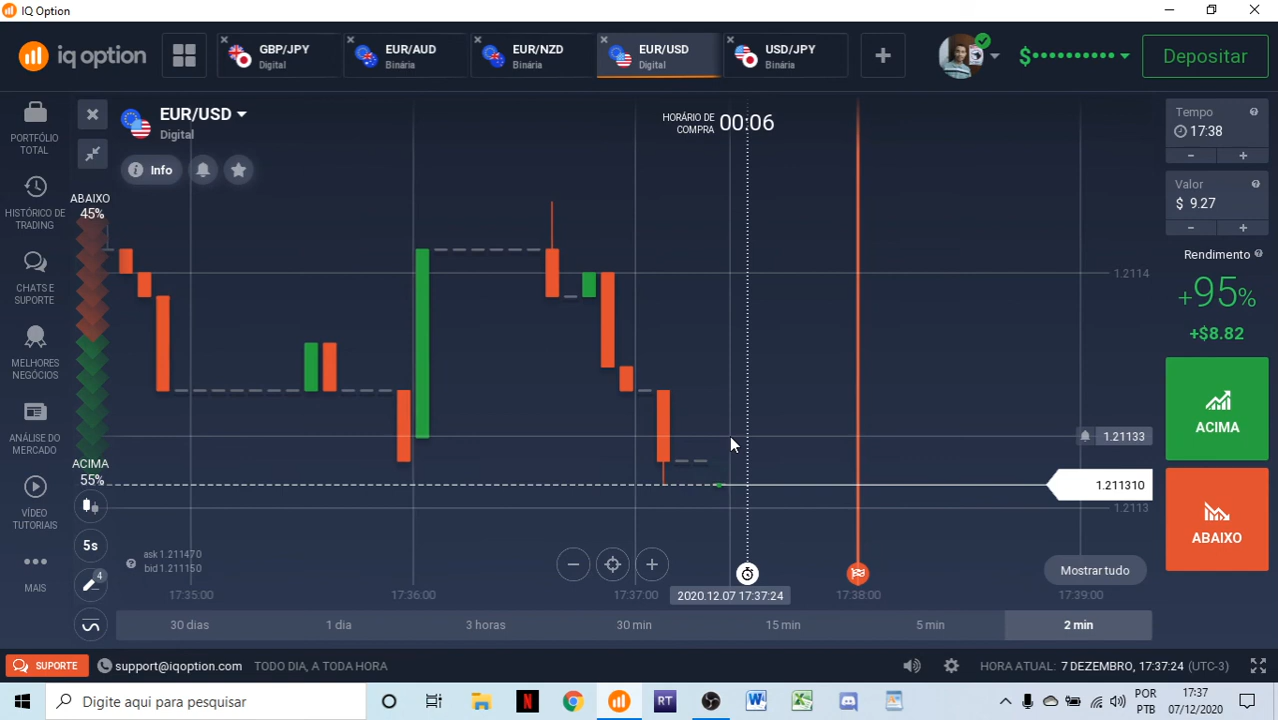 IQ Option
iq option
GBP/JPY
Digital
EUR/AUD
Binária
EUR/NZD
Binária
EUR/USD
Digital
USD/JPY
Binária
$••••••••••
Depositar
PORTFÓLIO
TOTAL
HISTÓRICO DE
TRADING
CHATS E
SUPORTE
MELHORES
NEGÓCIOS
ANÁLISE DO
MERCADO
VÍDEO
TUTORIAIS
MAIS
EUR/USD
Digital
Info
ABAIXO
45%
ACIMA
55%
5s
4
HORÁRIO DE
COMPRA
00:06
1.2114
1.21133
1.211310
1.2113
ask 1.211470
bid 1.211150
Mostrar tudo
17:35:00
17:36:00
17:37:00
2020.12.07 17:37:24
17:38:00
17:39:00
30 dias
1 dia
3 horas
30 min
15 min
5 min
2 min
Tempo
17:38
- +
Valor
$ 9.27
- +
Rendimento
+95%
+$8.82
ACIMA
ABAIXO
SUPORTE
support@iqoption.com
TODO DIA, A TODA HORA
HORA ATUAL: 7 DEZEMBRO, 17:37:24 (UTC-3)
Digite aqui para pesquisar
N
RT
W
X
POR
PTB
17:37
07/12/2020